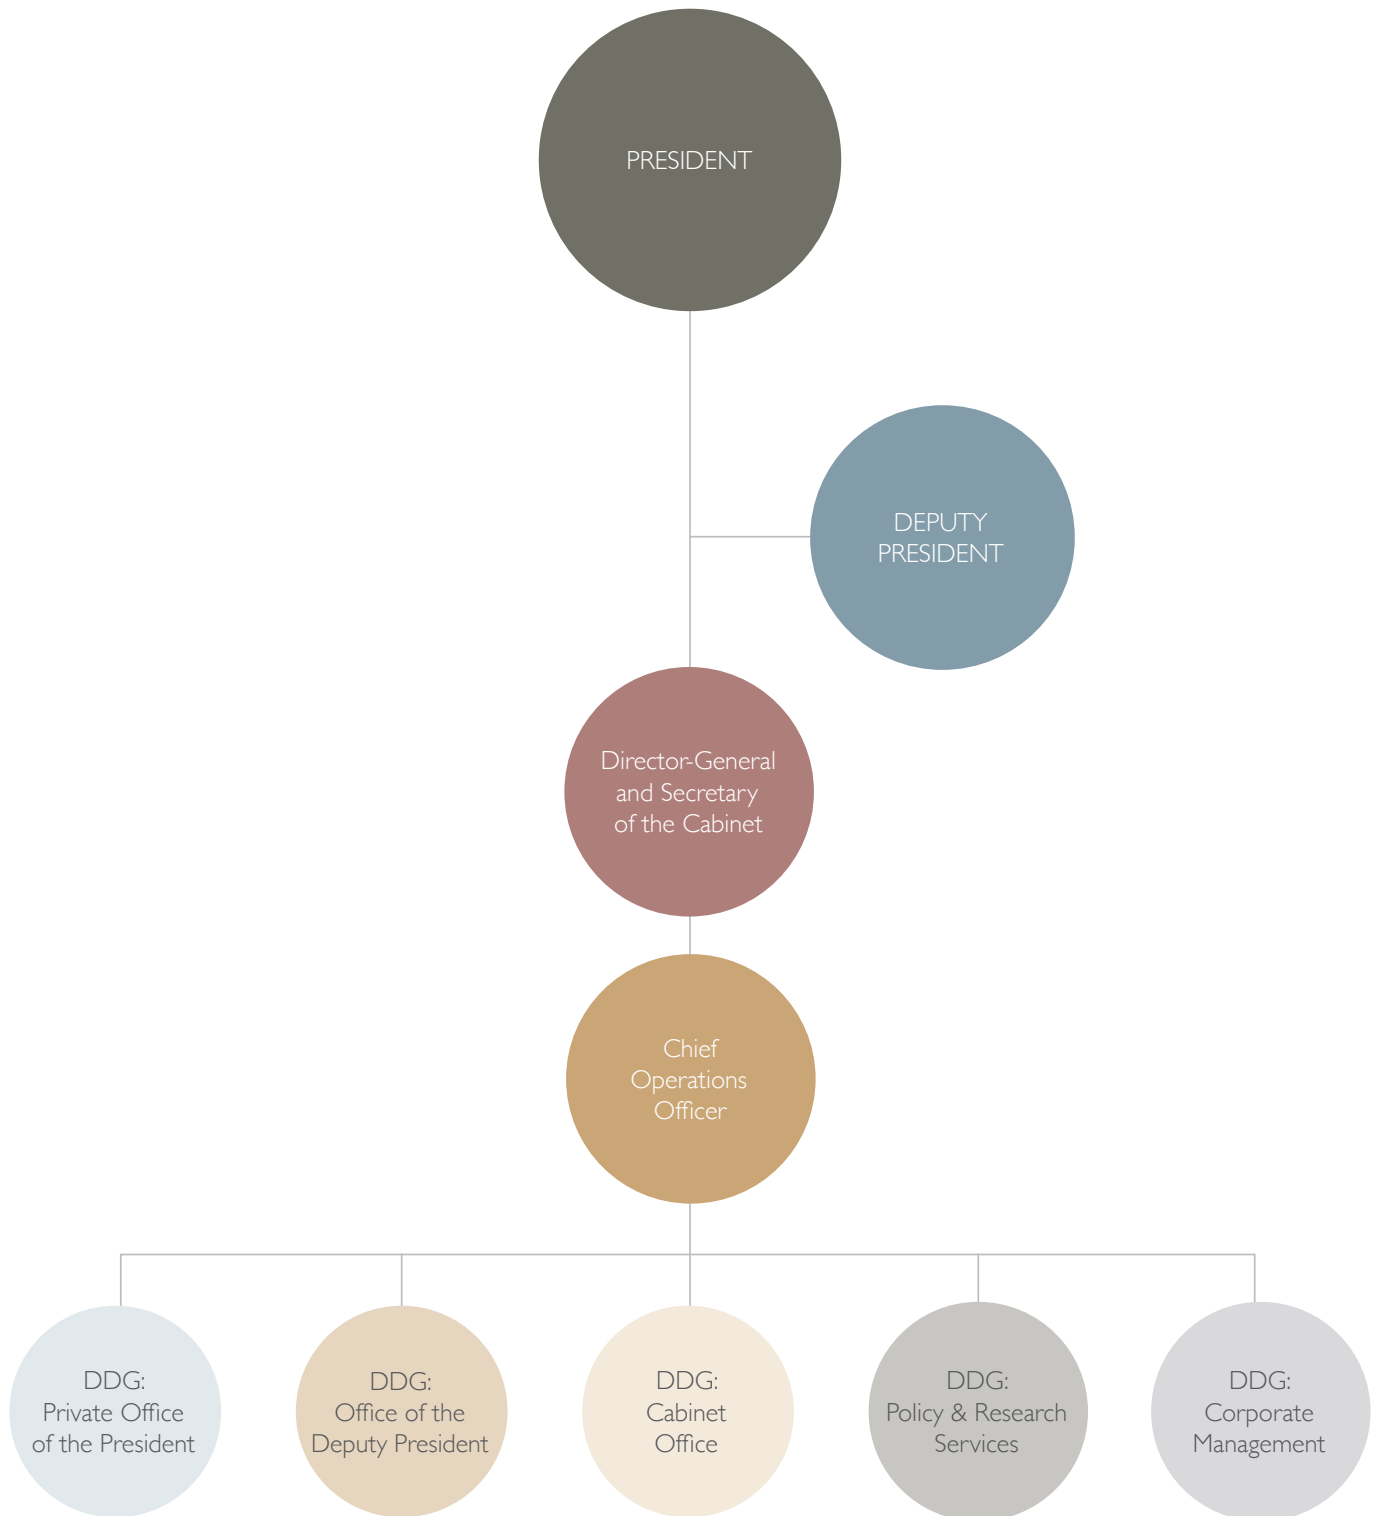 PRESIDENT
DEPUTY
PRESIDENT
Director-General
and Secretary
of the Cabinet
Chief
Operations
Officer
DDG:
Private Office
of the President
DDG:
Office of the
Deputy President
DDG:
Cabinet
Office
DDG:
Policy & Research
Services
DDG:
Corporate
Management